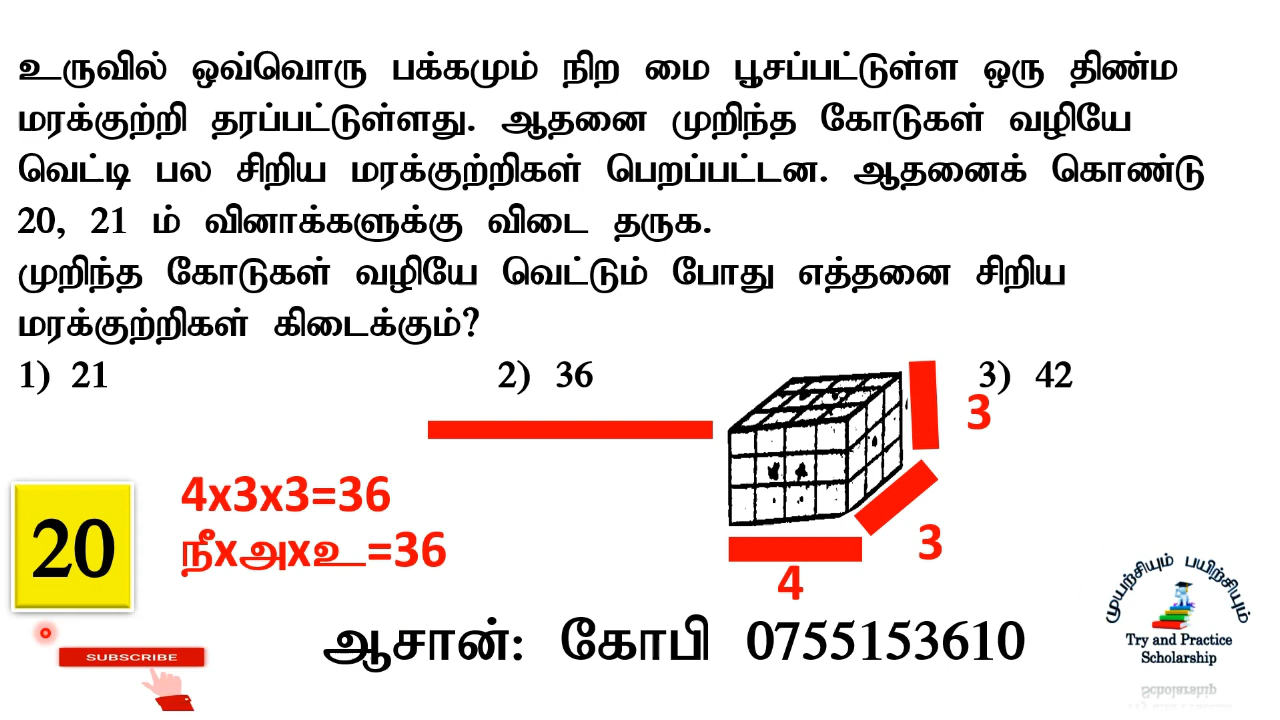 உருவில் ஒவ்வொரு பக்கமும் நிற மை பூசப்பட்டுள்ள ஒரு திண்ம
மரக்குற்றி தரப்பட்டுள்ளது. ஆதனை முறிந்த கோடுகள் வழியே
வெட்டி பல சிறிய மரக்குற்றிகள் பெறப்பட்டன. ஆதனைக் கொண்டு
20, 21 ம் வினாக்களுக்கு விடை தருக.
முறிந்த கோடுகள் வழியே வெட்டும் போது எத்தனை சிறிய
மரக்குற்றிகள் கிடைக்கும்?
1) 21 2) 36 3) 42
3
4x3x3=36
நீxஅxஉ=36
3
4
20
SUBSCRIBE
ஆசான்: கோபி 0755153610
முயற்சியும் பயிற்சியும்
Try and Practice
Scholarship